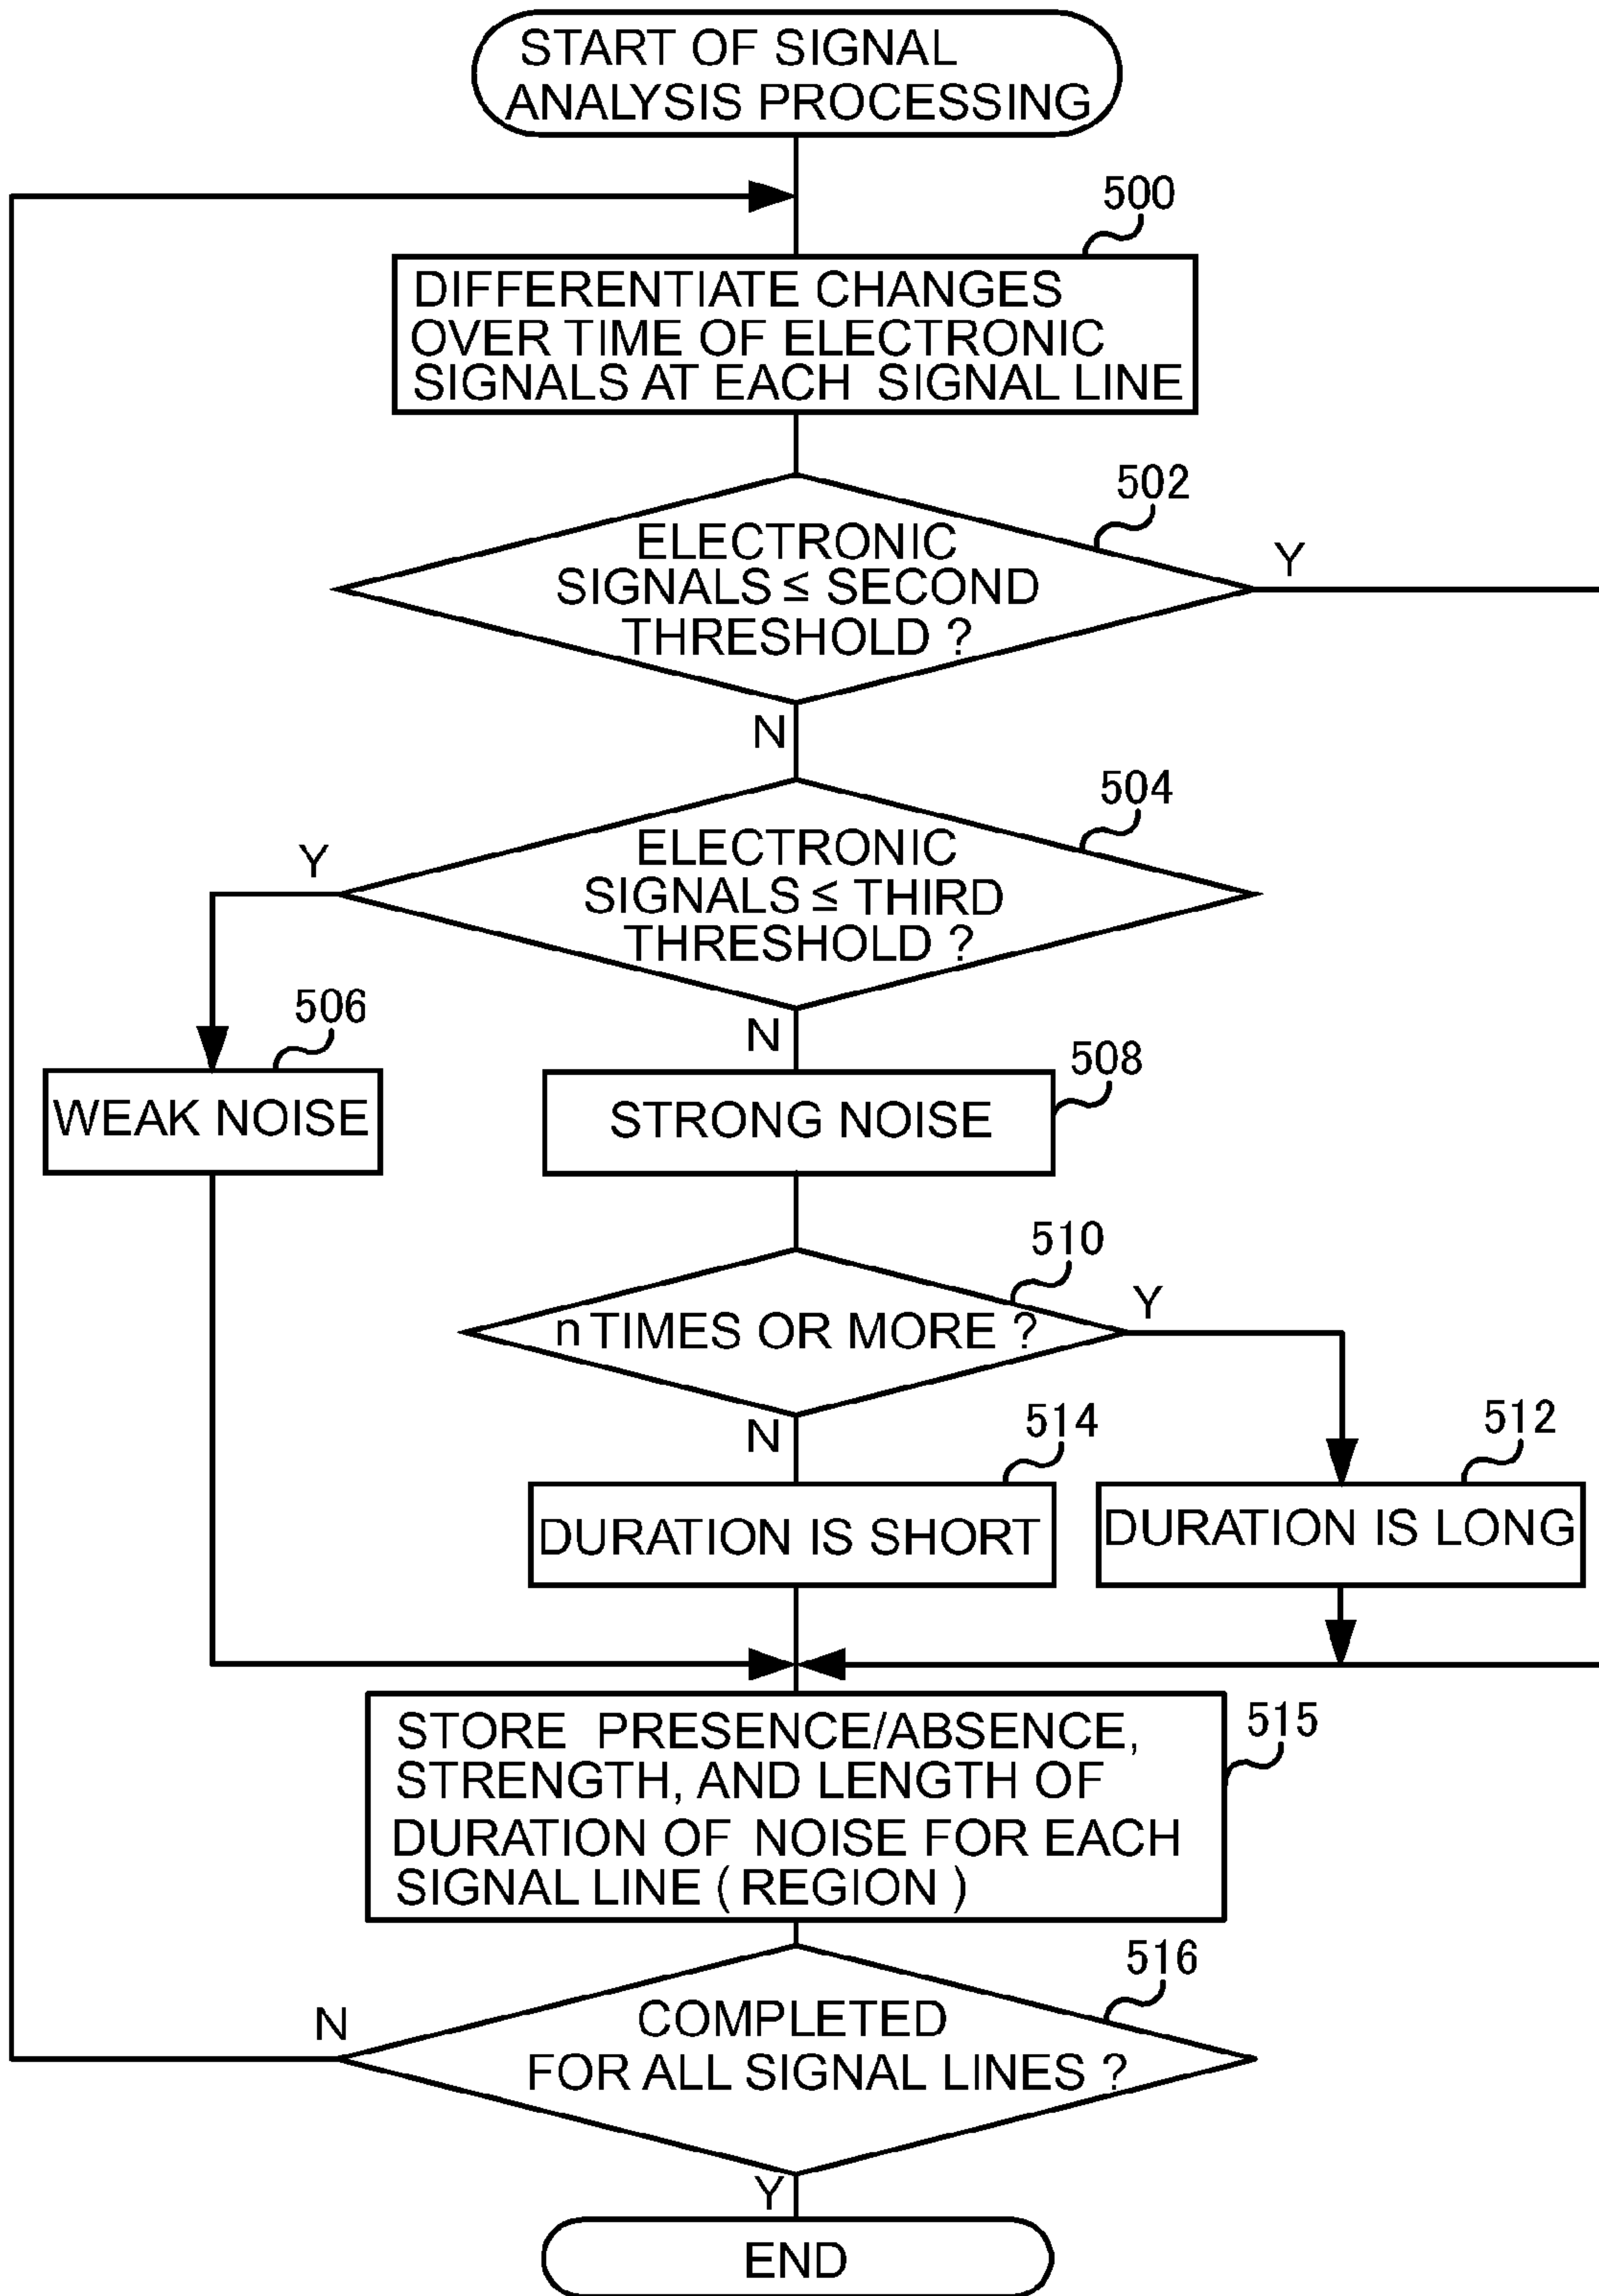 START OF SIGNAL
ANALYSIS PROCESSING
500
DIFFERENTIATE CHANGES
OVER TIME OF ELECTRONIC
SIGNALS AT EACH SIGNAL LINE
502
ELECTRONIC
SIGNALS ≤ SECOND
THRESHOLD ?
Y
N
504
ELECTRONIC
SIGNALS ≤ THIRD
THRESHOLD ?
Y
N
506
WEAK NOISE
508
STRONG NOISE
510
n TIMES OR MORE ?
Y
N
514
DURATION IS SHORT
512
DURATION IS LONG
515
STORE PRESENCE/ABSENCE,
STRENGTH, AND LENGTH OF
DURATION OF NOISE FOR EACH
SIGNAL LINE ( REGION )
516
COMPLETED
FOR ALL SIGNAL LINES ?
N
Y
END